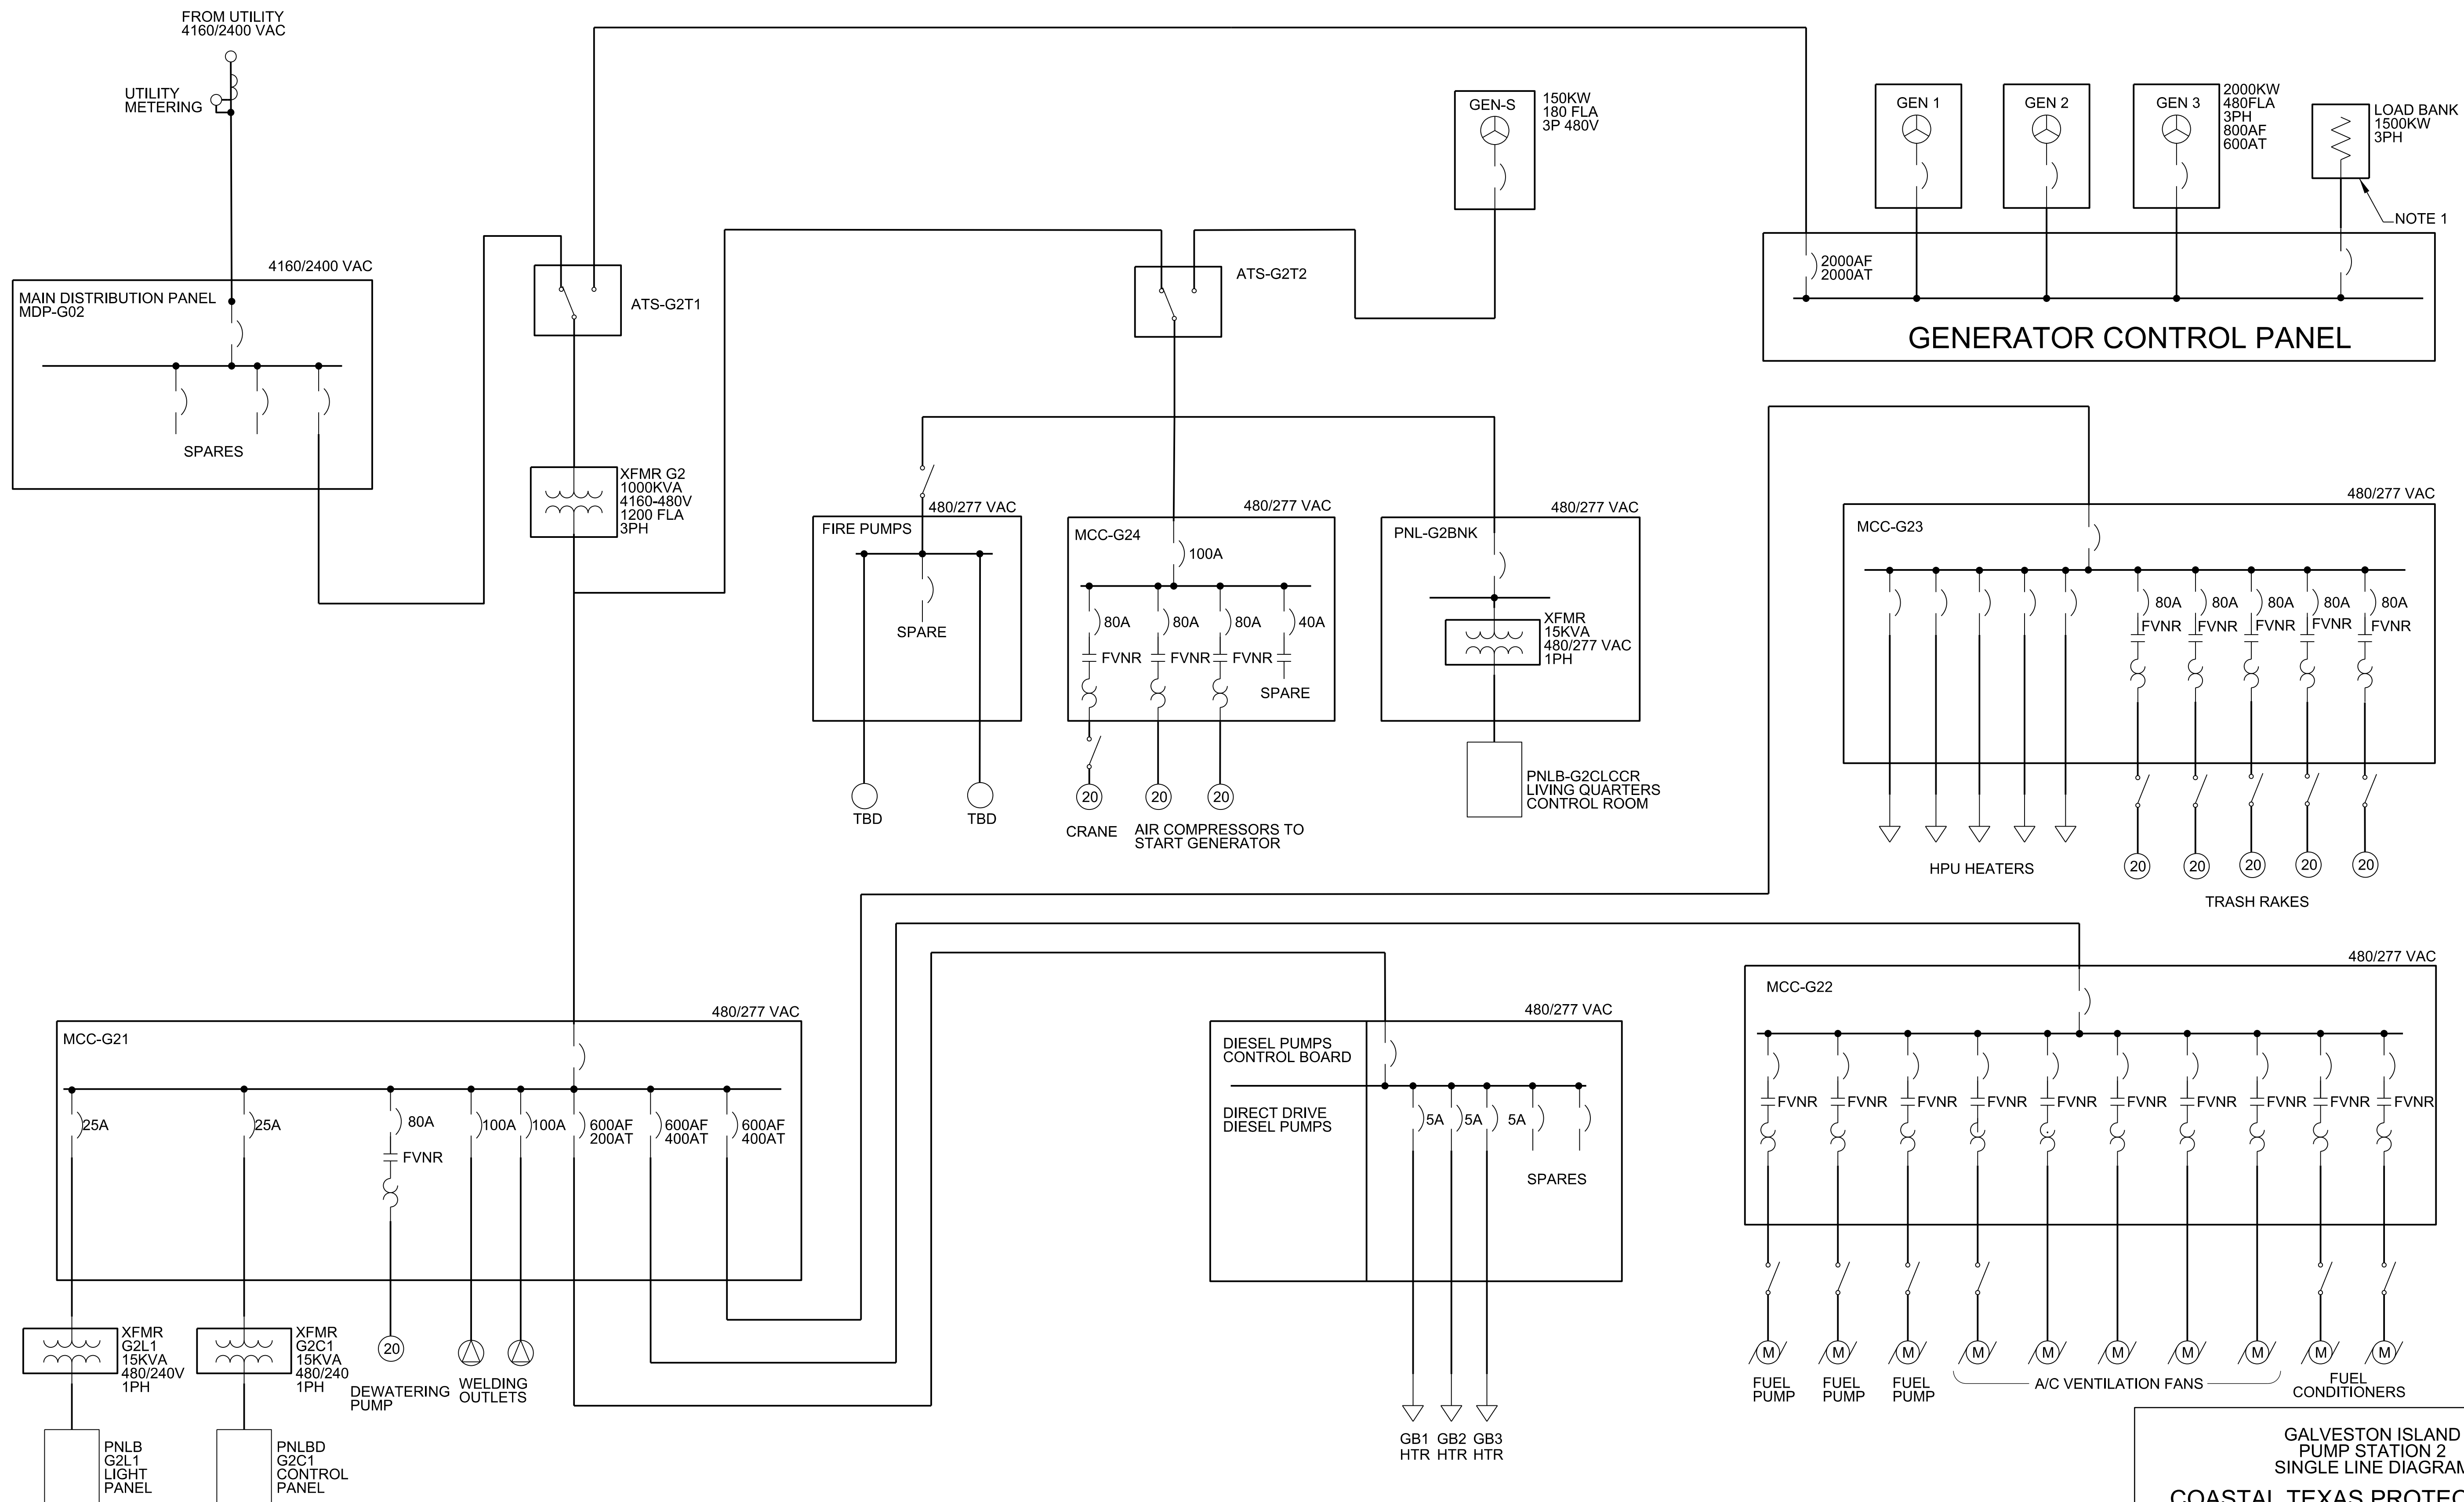 FROM UTILITY
4160/2400 VAC
UTILITY
METERING
4160/2400 VAC
MAIN DISTRIBUTION PANEL
MDP-G02
SPARES
ATS-G2T1
XFMR G2
1000KVA
4160-480V
1200 FLA
3PH
GEN-S
150KW
180 FLA
3P 480V
ATS-G2T2
GEN 1
GEN 2
GEN 3
2000KW
480FLA
3PH
800AF
600AT
LOAD BANK
1500KW
3PH
NOTE 1
2000AF
2000AT
GENERATOR CONTROL PANEL
480/277 VAC
FIRE PUMPS
SPARE
TBD
TBD
480/277 VAC
MCC-G24
100A
80A
80A
80A
40A
FVNR
FVNR
FVNR
SPARE
20
20
20
CRANE
AIR COMPRESSORS TO
START GENERATOR
480/277 VAC
PNL-G2BNK
XFMR
15KVA
480/277 VAC
1PH
PNLB-G2CLCCR
LIVING QUARTERS
CONTROL ROOM
480/277 VAC
MCC-G23
80A
80A
80A
80A
80A
FVNR
FVNR
FVNR
FVNR
FVNR
HPU HEATERS
20
20
20
20
20
TRASH RAKES
480/277 VAC
MCC-G21
25A
25A
80A
FVNR
100A
100A
600AF
200AT
600AF
400AT
600AF
400AT
XFMR
G2L1
15KVA
480/240V
1PH
XFMR
G2C1
15KVA
480/240
1PH
20
DEWATERING
PUMP
WELDING
OUTLETS
PNLB
G2L1
LIGHT
PANEL
PNLBD
G2C1
CONTROL
PANEL
480/277 VAC
DIESEL PUMPS
CONTROL BOARD
DIRECT DRIVE
DIESEL PUMPS
5A
5A
5A
SPARES
GB1
HTR
GB2
HTR
GB3
HTR
480/277 VAC
MCC-G22
FVNR
FVNR
FVNR
FVNR
FVNR
FVNR
FVNR
FVNR
FVNR
FVNR
M
M
M
M
M
M
M
M
M
M
FUEL
PUMP
FUEL
PUMP
FUEL
PUMP
A/C VENTILATION FANS
FUEL
CONDITIONERS
GALVESTON ISLAND
PUMP STATION 2
SINGLE LINE DIAGRAM
COASTAL TEXAS